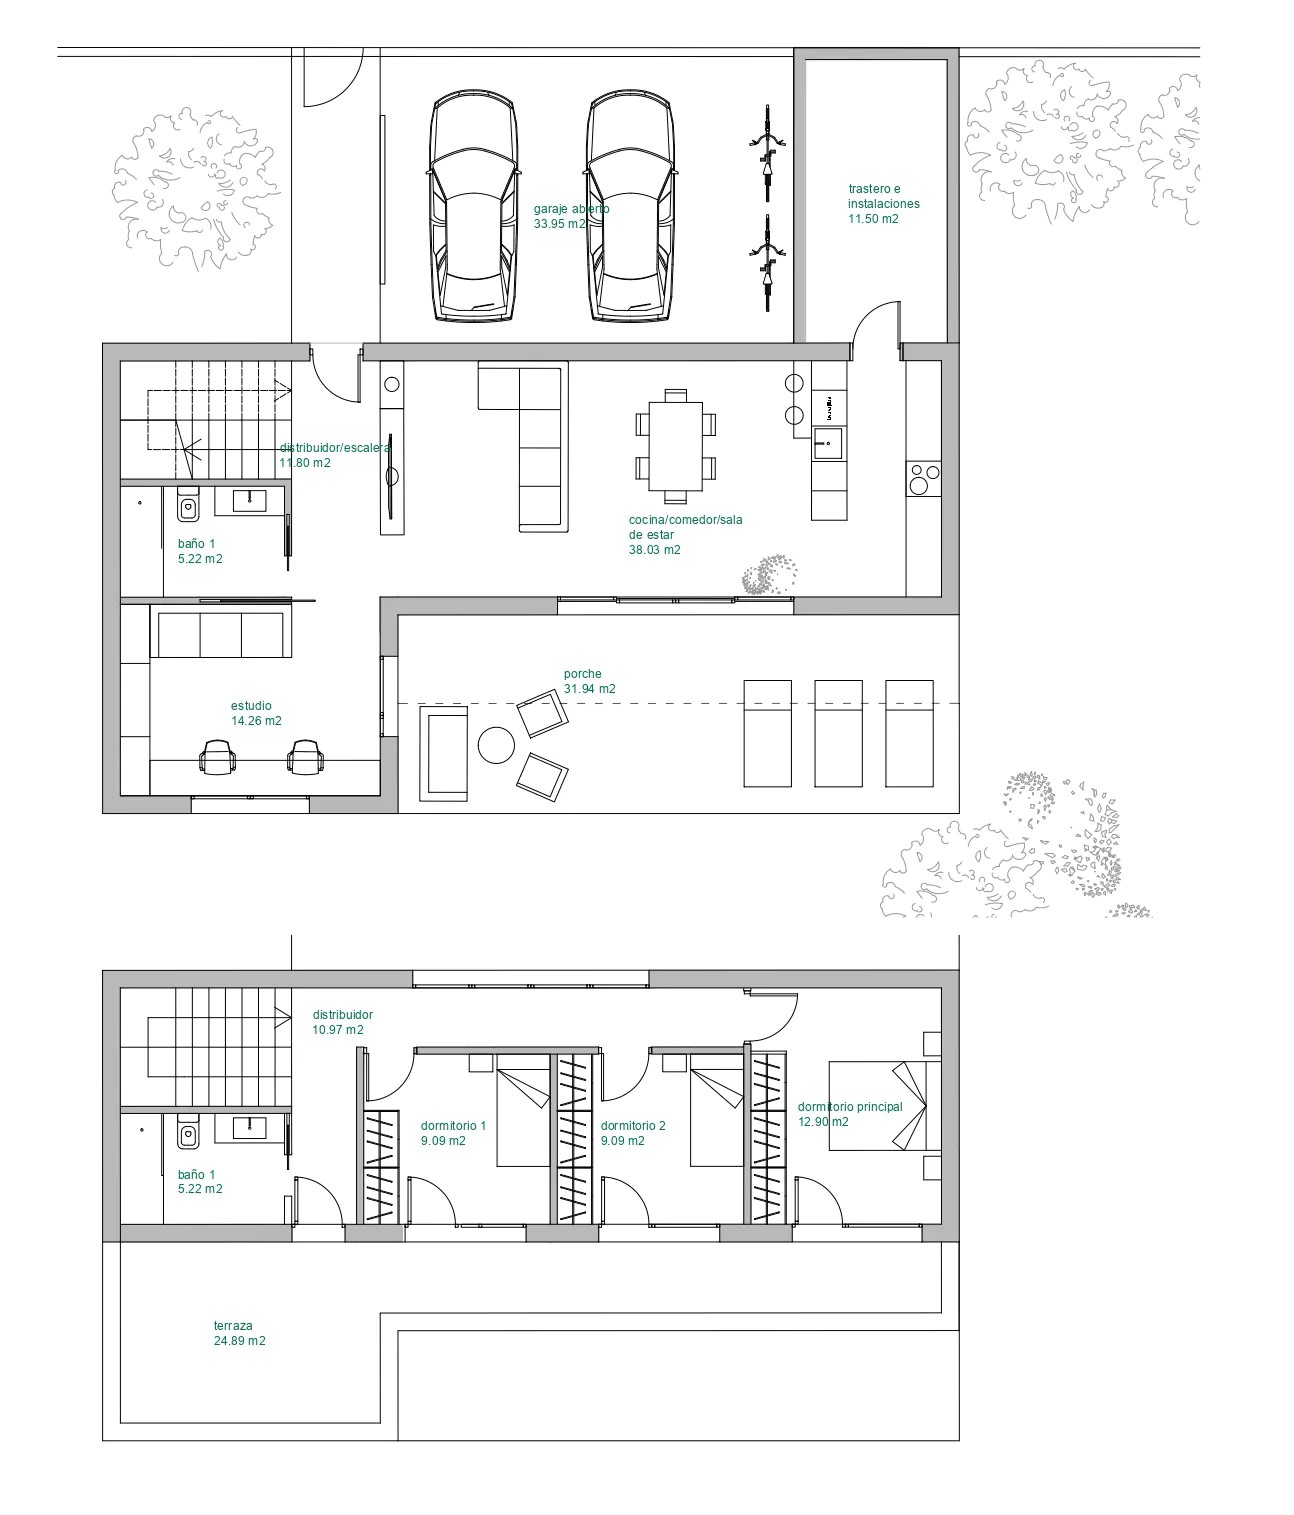 garaje abierto
33.95 m2
trastero e
instalaciones
11.50 m2
distribuidor/escalera
11.80 m2
cocina/comedor/sala
de estar
38.03 m2
baño 1
5.22 m2
porche
31.94 m2
estudio
14.26 m2
distribuidor
10.97 m2
dormitorio 1
9.09 m2
dormitorio 2
9.09 m2
dormitorio principal
12.90 m2
baño 1
5.22 m2
terraza
24.89 m2